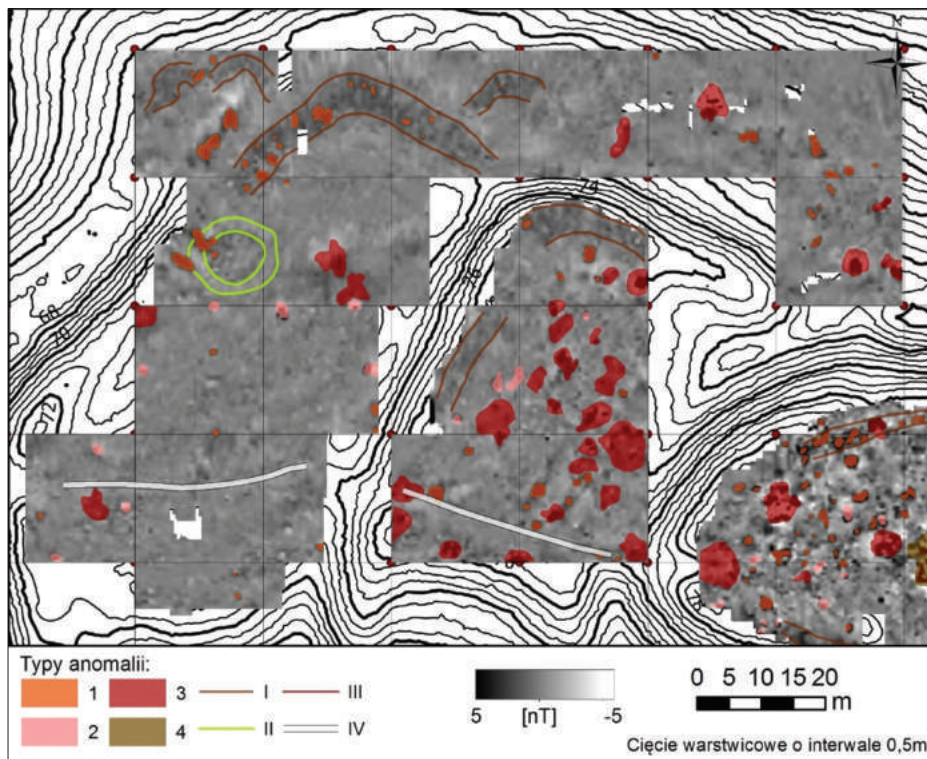 74
76
68
70
72
Typy anomalii:
1 3 I III
2 4 II IV
5 [nT] -5
0 5 10 15 20
m
Cięcie warstwicowe o interwale 0,5m